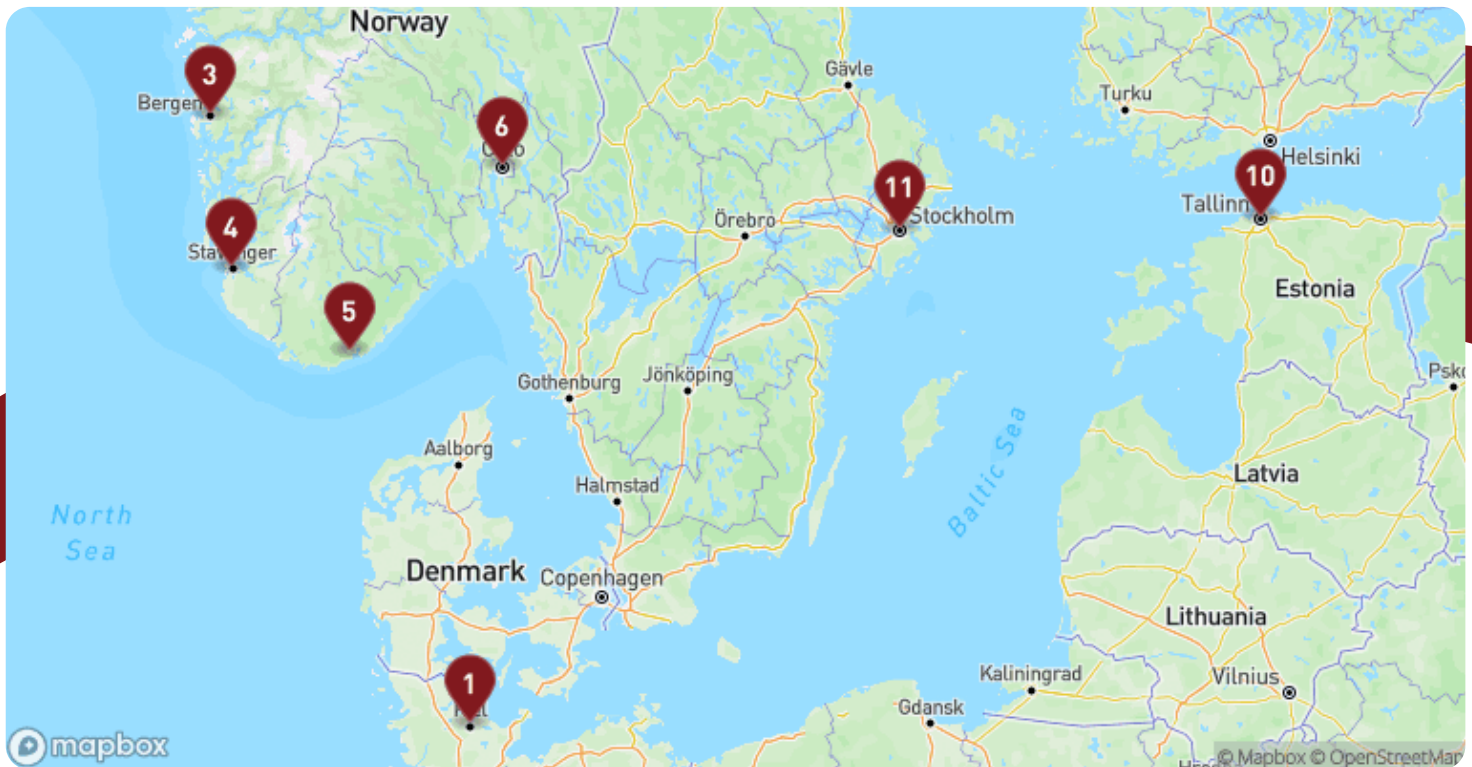 Norway
3
Bergen
6
Gävle
Turku
Helsinki
11
10
Tallinn
Örebro
Stockholm
4
5
Estonia
Gothenburg
Jönköping
Aalborg
Halmstad
Baltic Sea
Latvia
North
Sea
Denmark
Copenhagen
Lithuania
1
Kaliningrad
Vilnius
Gdansk
mapbox
© Mapbox © OpenStreetMap